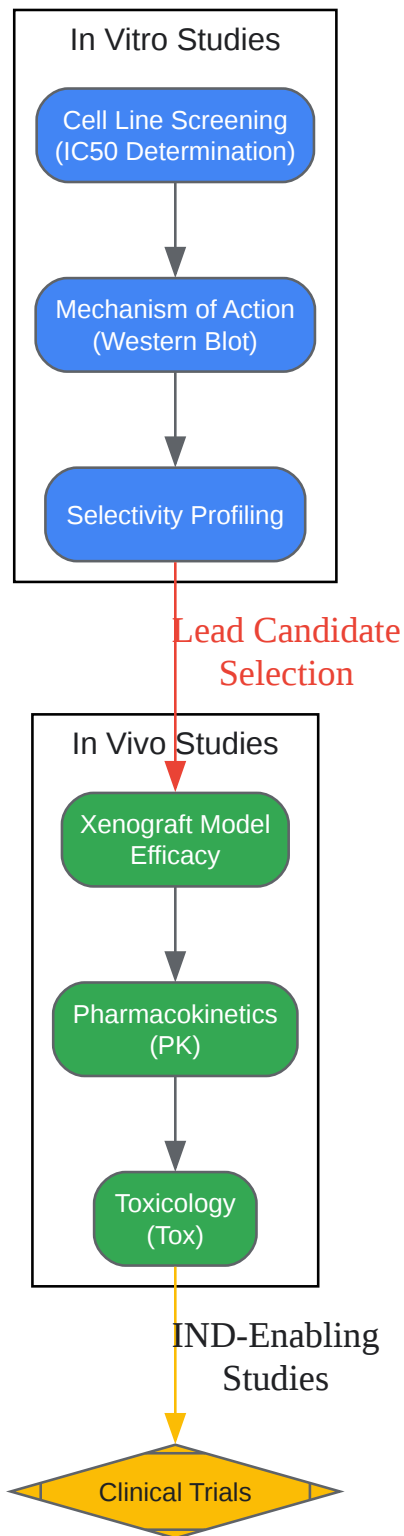 In Vitro Studies
Cell Line Screening
(IC50 Determination)
Mechanism of Action
(Western Blot)
Selectivity Profiling
Lead Candidate
Selection
In Vivo Studies
Xenograft Model
Efficacy
Pharmacokinetics
(PK)
Toxicology
(Tox)
IND-Enabling
Studies
Clinical Trials